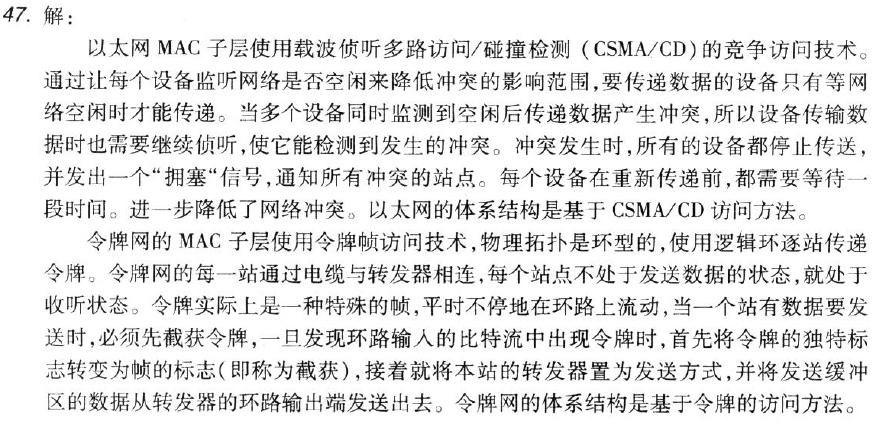 47. 解：
以太网 MAC 子层使用载波侦听多路访问/碰撞检测（CSMA/CD)的竞争访问技术。
通过让每个设备监听网络是否空闲来降低冲突的影响范围,要传递数据的设备只有等网
络空闲时才能传递。当多个设备同时监测到空闲后传递数据产生冲突,所以设备传输数
据时也需要继续侦听,使它能检测到发生的冲突。冲突发生时,所有的设备都停止传送,
并发出一个“拥塞“信号,通知所有冲突的站点。每个设备在重新传递前,都需要等待一
段时间。进一步降低了网络冲突。以太网的体系结构是基于 CSMA/CD 访问方法。
令牌网的 MAC 子层使用令牌帧访问技术,物理拓扑是环型的,使用逻辑环逐站传递
令牌。令牌网的每一站通过电缆与转发器相连,每个站点不处于发送数据的状态,就处于
收听状态。令牌实际上是一种特殊的帧,平时不停地在环路上流动,当一个站有数据要发
送时,必须先截获令牌,一旦发现环路输入的比特流中出现令牌时,首先将令牌的独特标
志转变为帧的标志(即称为截获),接着就将本站的转发器置为发送方式,并将发送缓冲
区的数据从转发器的环路输出端发送出去。令牌网的体系结构是基于令牌的访问方法。